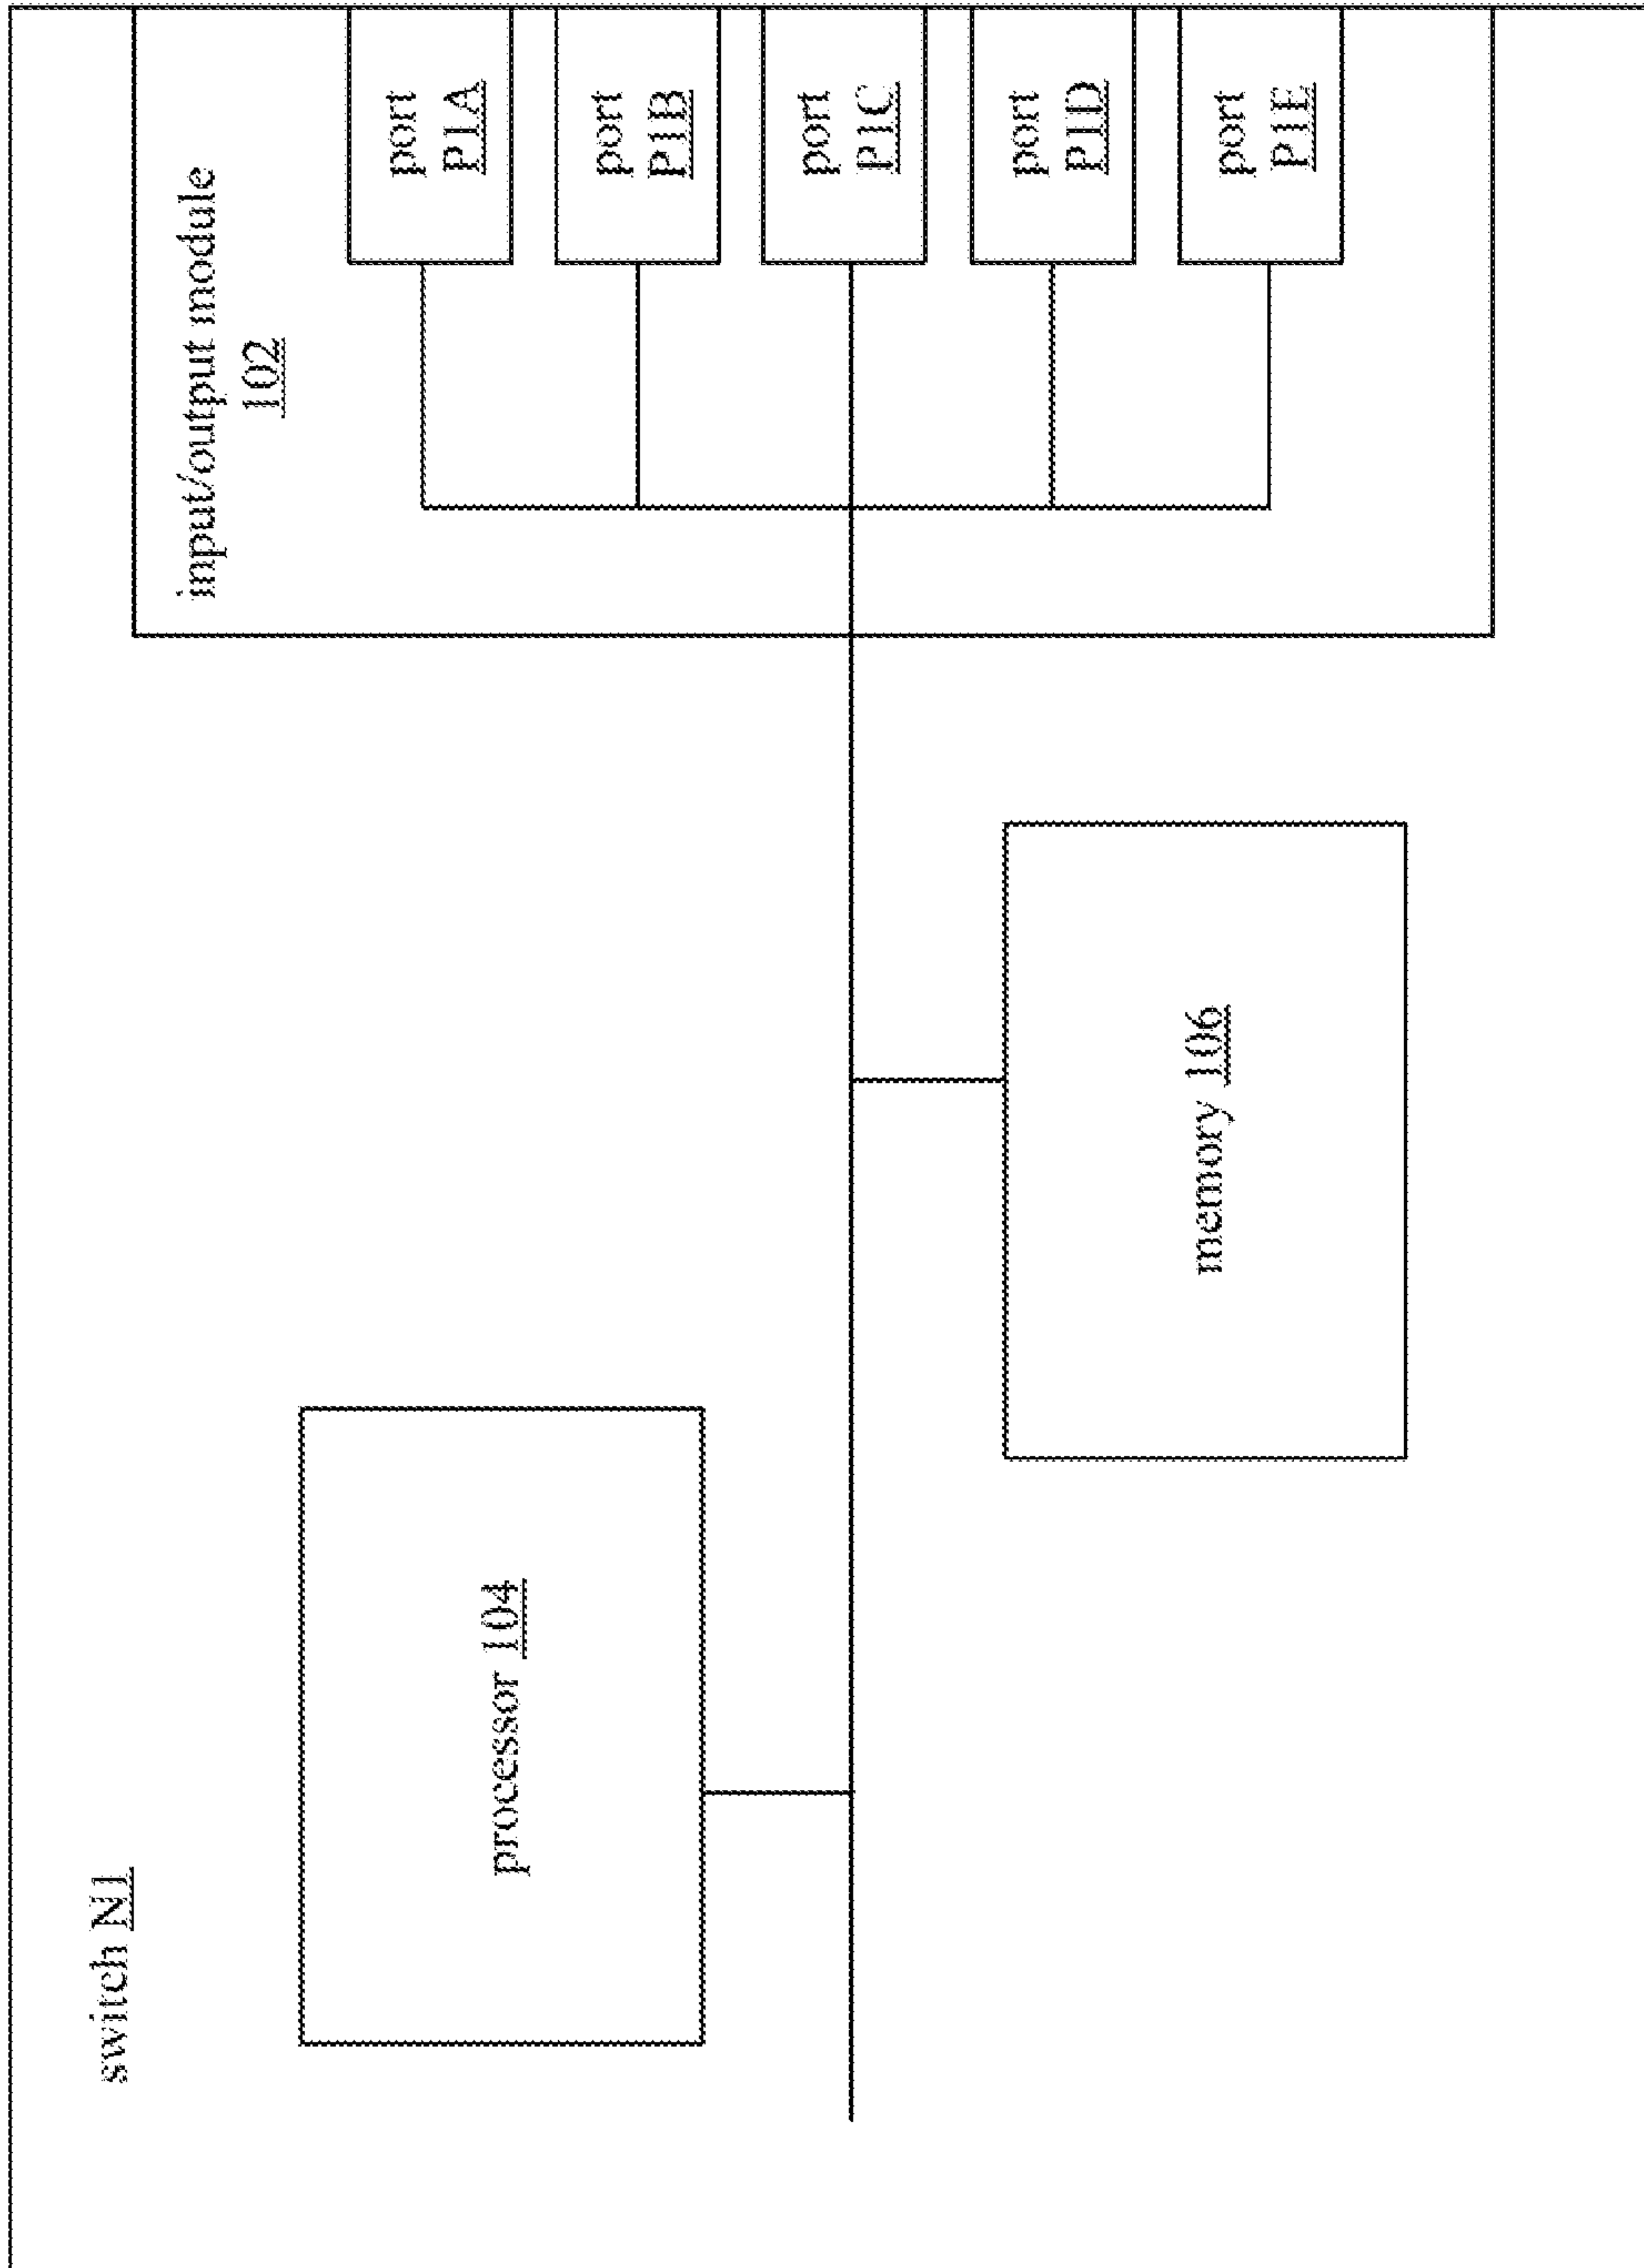 switch N1
processor 104
memory 106
input/output module
102
port
P1A
port
P1B
port
P1C
port
P1D
port
P1E